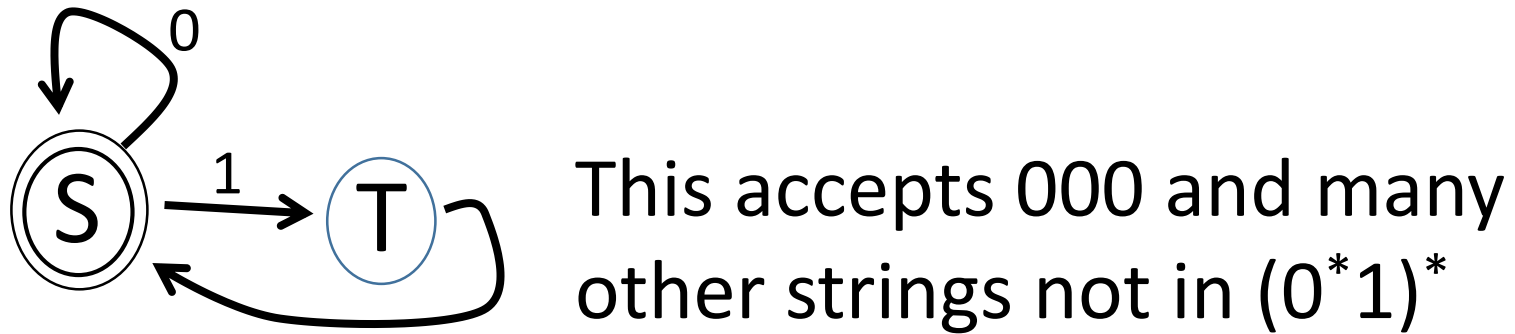 0
1
S
T
This accepts 000 and many
other strings not in (0*1)*